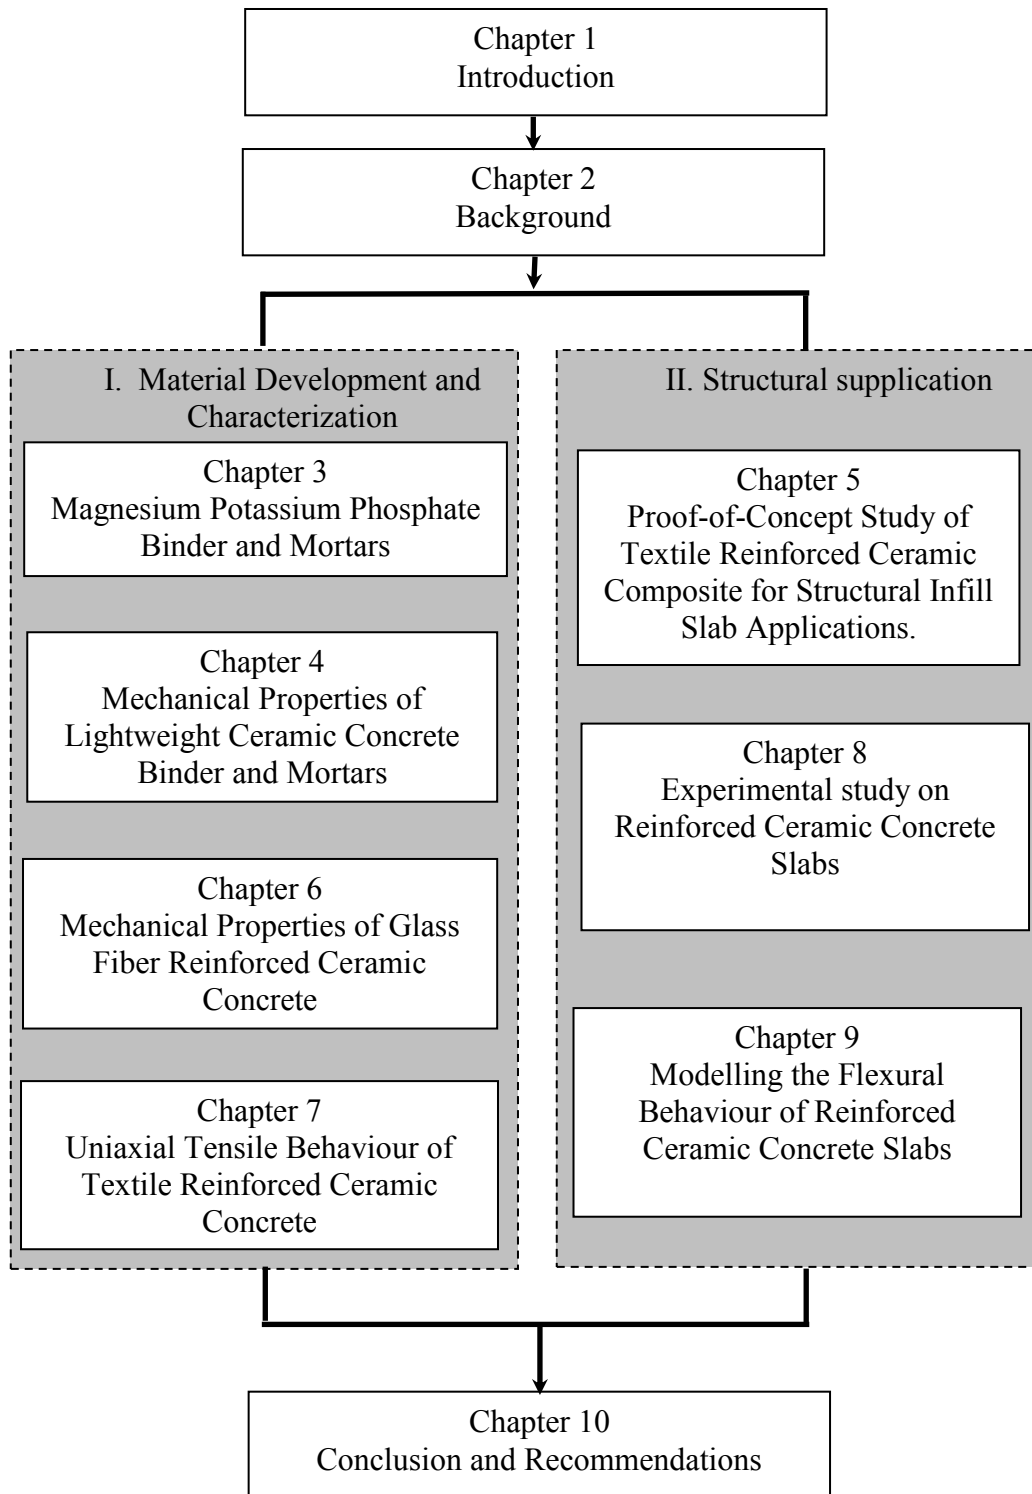 Chapter 1
Introduction
Chapter 2
Background
I. Material Development and
Characterization
Chapter 3
Magnesium Potassium Phosphate
Binder and Mortars
Chapter 4
Mechanical Properties of
Lightweight Ceramic Concrete
Binder and Mortars
Chapter 6
Mechanical Properties of Glass
Fiber Reinforced Ceramic
Concrete
Chapter 7
Uniaxial Tensile Behaviour of
Textile Reinforced Ceramic
Concrete
II. Structural supplication
Chapter 5
Proof-of-Concept Study of
Textile Reinforced Ceramic
Composite for Structural Infill
Slab Applications.
Chapter 8
Experimental study on
Reinforced Ceramic Concrete
Slabs
Chapter 9
Modelling the Flexural
Behaviour of Reinforced
Ceramic Concrete Slabs
Chapter 10
Conclusion and Recommendations